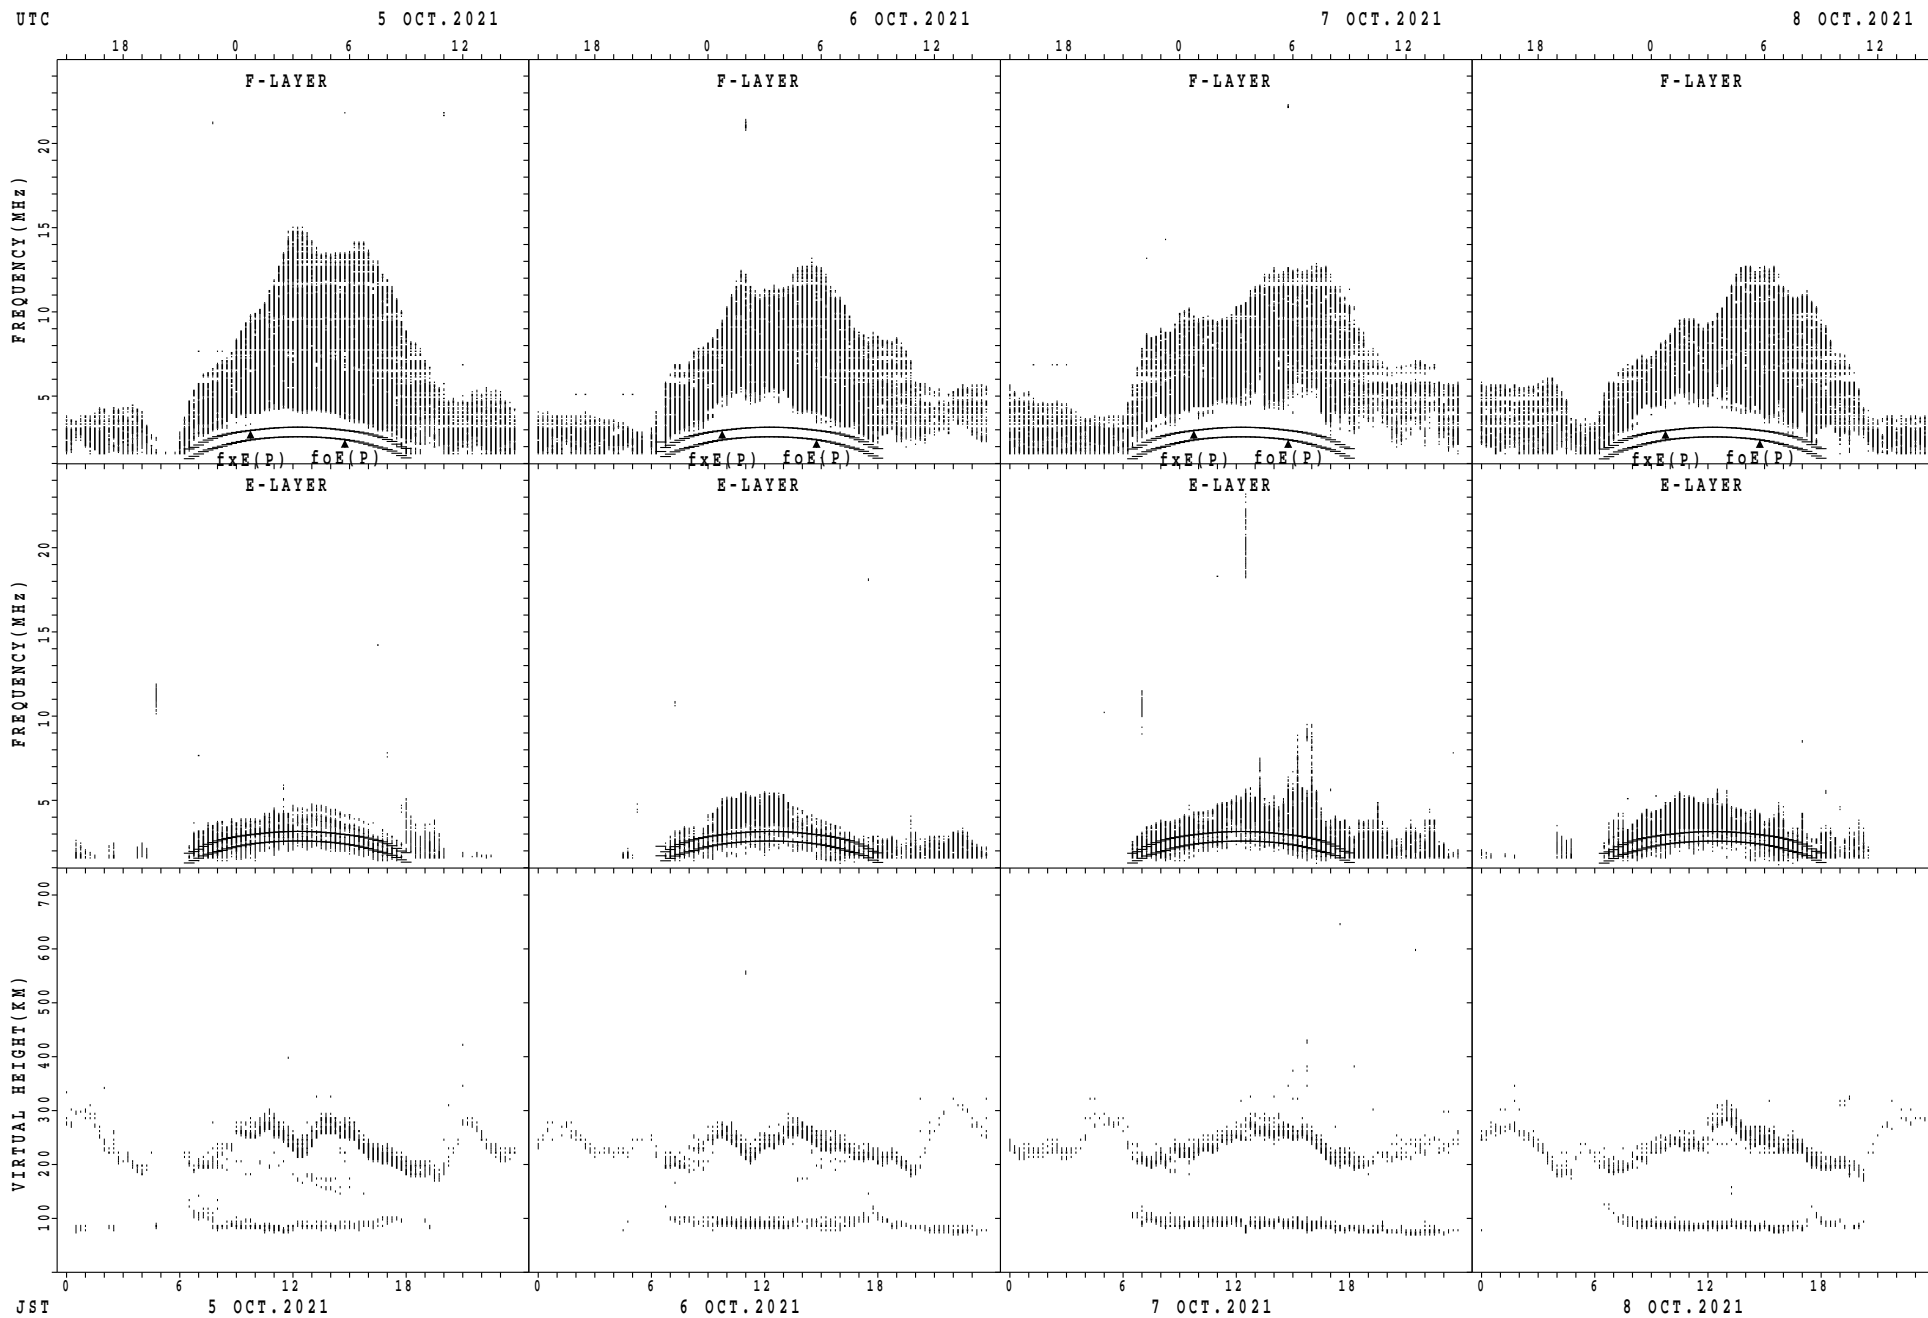 UTC 5 OCT.2021 6 OCT.2021 7 OCT.2021 8 OCT.2021
18 0 6 12 18 0 6 12 18 0 6 12 18 0 6 12
F-LAYER F-LAYER F-LAYER F-LAYER
FREQUENCY(MHz)
20
15
10
5
fxE(P) foE(P) fxE(P) foE(P) fxE(P) foE(P) fxE(P) foE(P)
E-LAYER E-LAYER E-LAYER E-LAYER
FREQUENCY(MHz)
20
15
10
5
VIRTUAL HEIGHT(KM)
700
600
500
400
300
200
100
0 6 12 18 0 6 12 18 0 6 12 18 0 6 12 18
JST 5 OCT.2021 6 OCT.2021 7 OCT.2021 8 OCT.2021